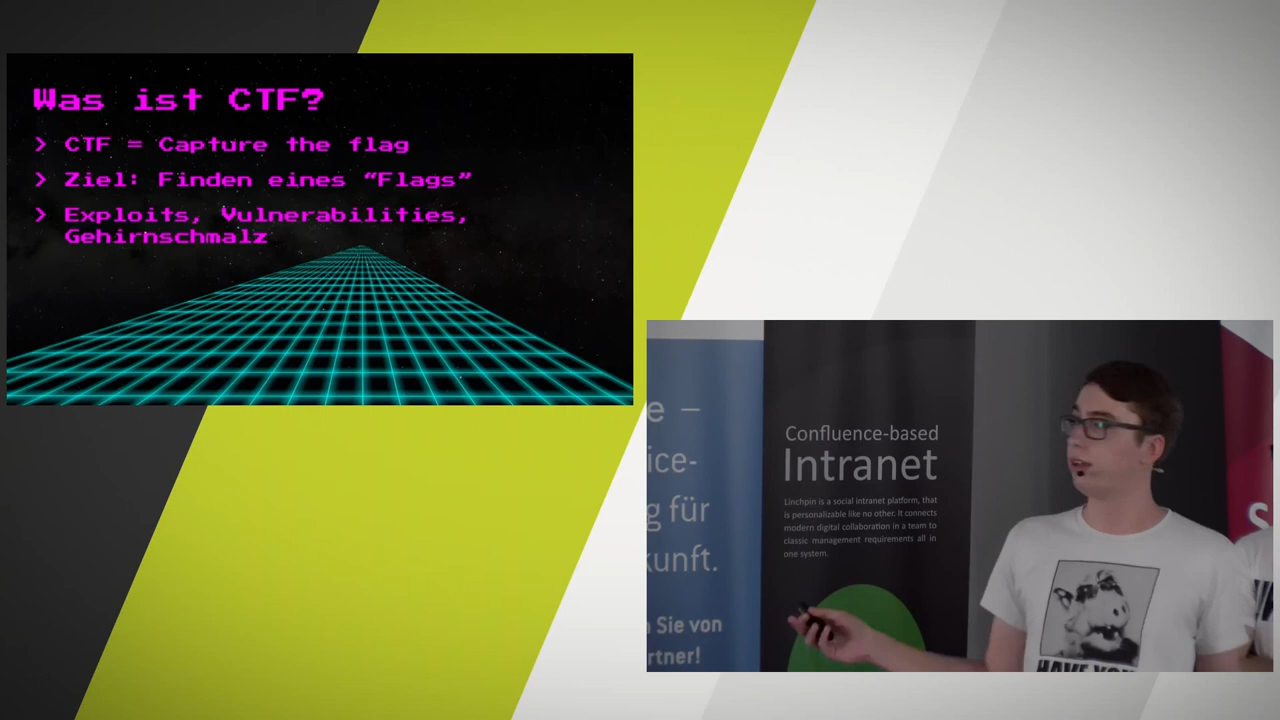 Was ist CTF?
> CTF = Capture the flag
> Ziel: Finden eines “Flags”
> Exploits, Vulnerabilities,
Gehirnschmalz
e –
ice-
g für
kunft.
Sie von
rtner!
Confluence-based
Intranet
Linchpin is a social intranet platform, that
is personalizable like no other. It connects
modern digital collaboration in a team to
classic management requirements all in
one system.
S
HAVE YO